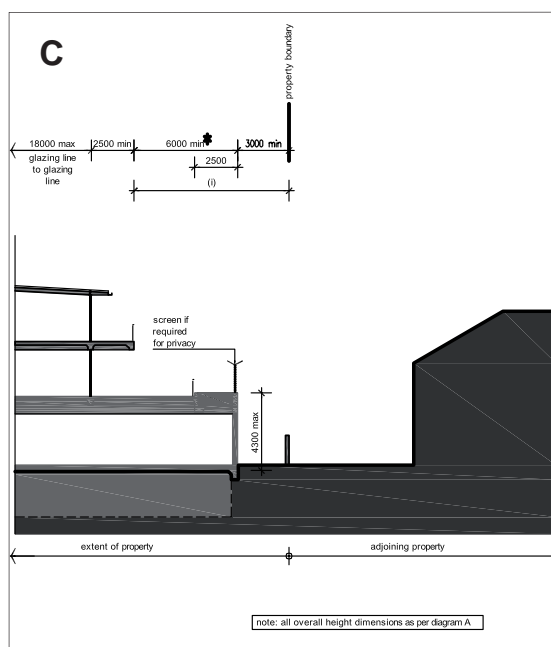 C
property boundary
18000 max
2500 min
6000 min*
3000 min
glazing line
to glazing
line
2500
(i)
screen if
required
for privacy
4300 max
extent of property
adjoining property
note: all overall height dimensions as per diagram A